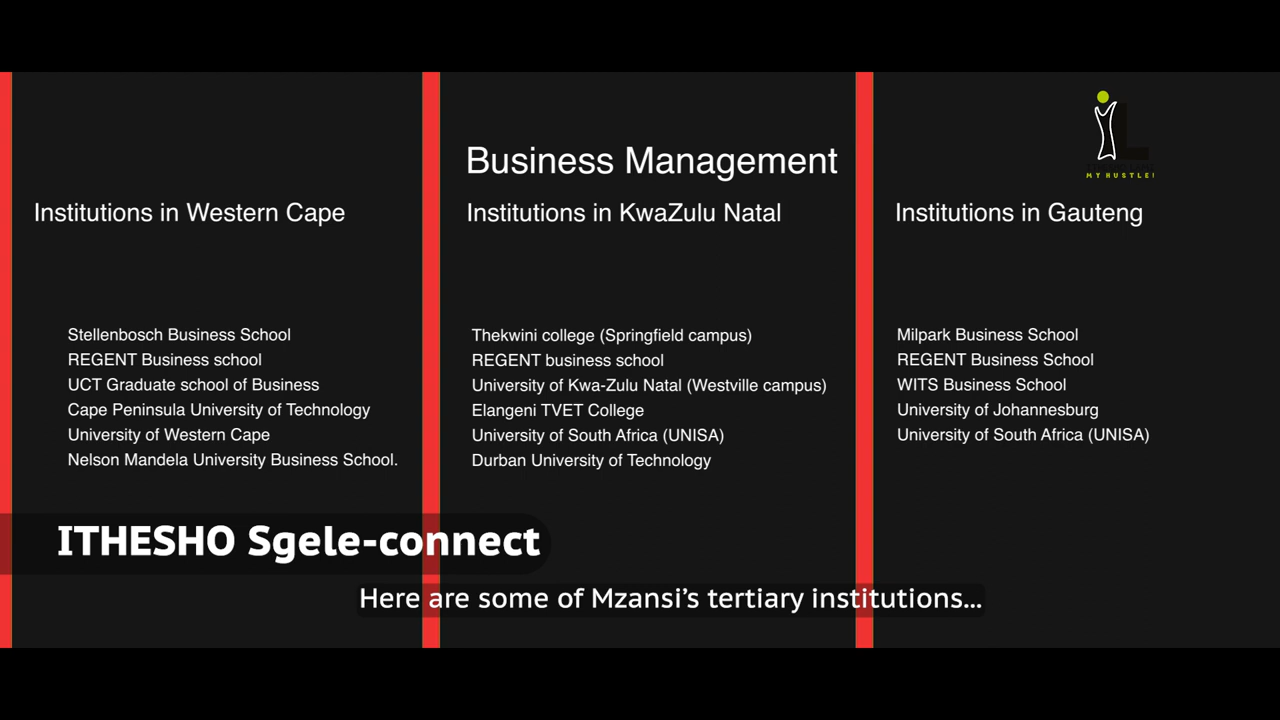 Business Management
MY HUSTLE!
Institutions in Western Cape
Stellenbosch Business School
REGENT Business school
UCT Graduate school of Business
Cape Peninsula University of Technology
University of Western Cape
Nelson Mandela University Business School.
Institutions in KwaZulu Natal
Thekwini college (Springfield campus)
REGENT business school
University of Kwa-Zulu Natal (Westville campus)
Elangeni TVET College
University of South Africa (UNISA)
Durban University of Technology
Institutions in Gauteng
Milpark Business School
REGENT Business School
WITS Business School
University of Johannesburg
University of South Africa (UNISA)
ITHESHO Sgele-connect
Here are some of Mzansi’s tertiary institutions...